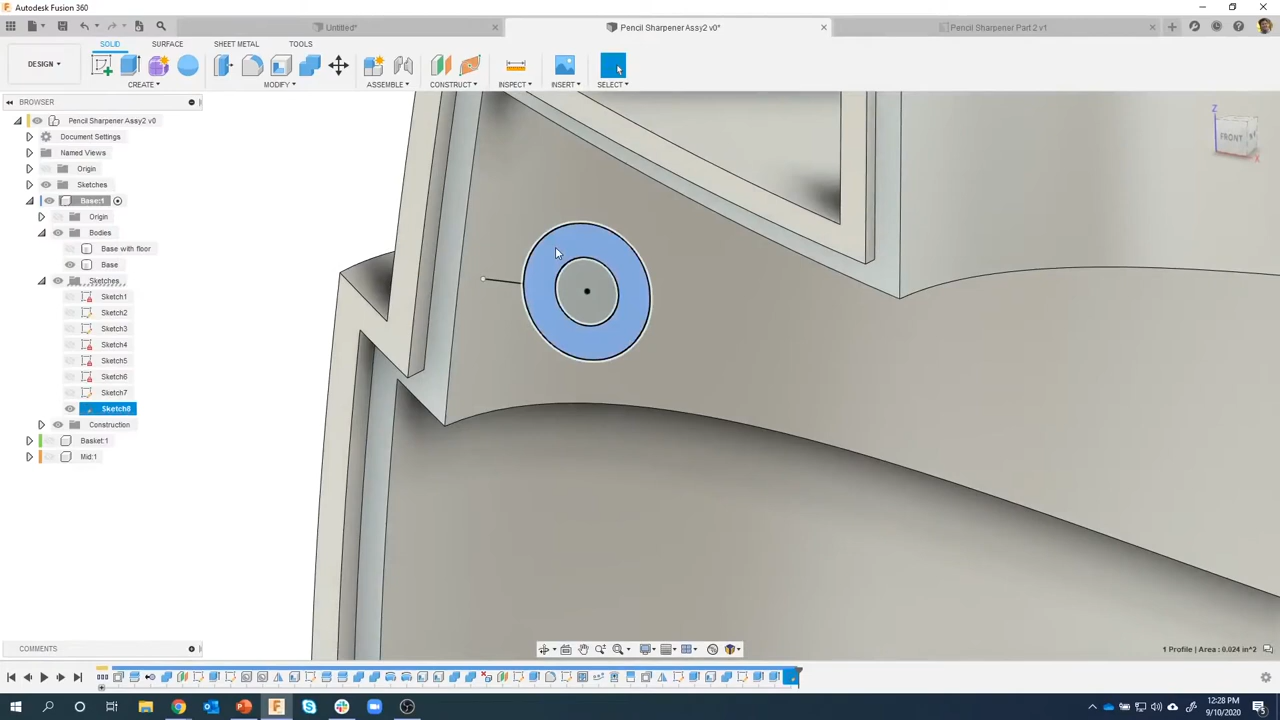 Autodesk Fusion 360
Untitled*
Pencil Sharpener Assy2 v0*
Pencil Sharpener Part 2 v1
SOLID
SURFACE
SHEET METAL
TOOLS
DESIGN
CREATE
MODIFY
ASSEMBLE
CONSTRUCT
INSPECT
INSERT
SELECT
BROWSER
Pencil Sharpener Assy2 v0
Document Settings
Named Views
Origin
Sketches
Base:1
Origin
Bodies
Base with floor
Base
Sketches
Sketch1
Sketch2
Sketch3
Sketch4
Sketch5
Sketch6
Sketch7
Sketch8
Construction
Basket:1
Mid:1
Z
FRONT
X
COMMENTS
1 Profile | Area : 0.024 in^2
12:28 PM
9/10/2020
5